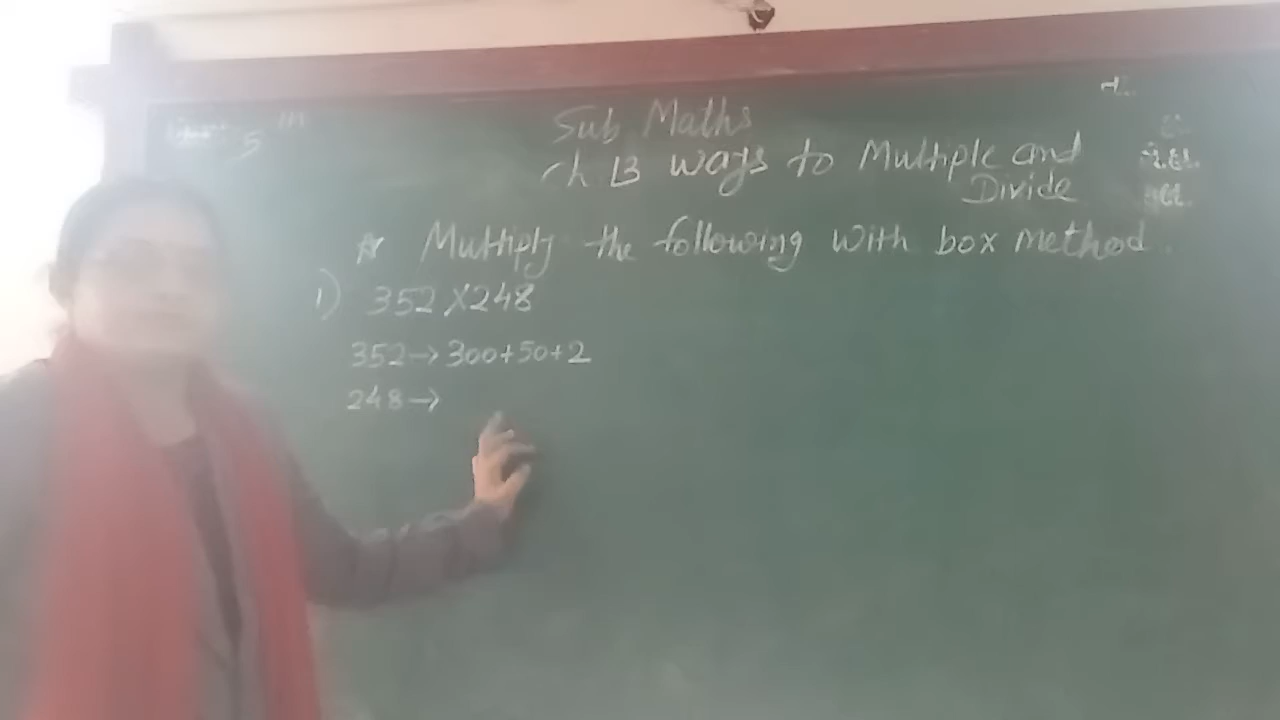 5th
Sub Maths
Ch 13 Ways to Multiple and
Divide
* Multiply the following with box method.
1) 352 X 248
352 → 300+50+2
248 →